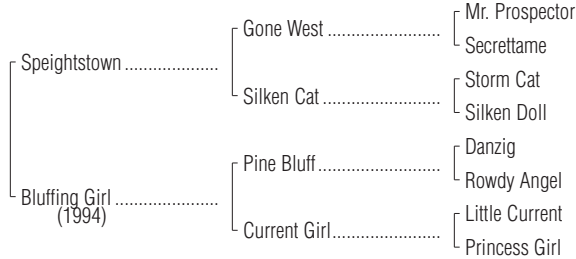 Mr. Prospector
Gone West ........................
Secrettame
Speightstown ....................
Storm Cat
Silken Cat .........................
Silken Doll
Danzig
Pine Bluff ..........................
Rowdy Angel
Bluffing Girl ......................
(1994)
Little Current
Current Girl .......................
Princess Girl